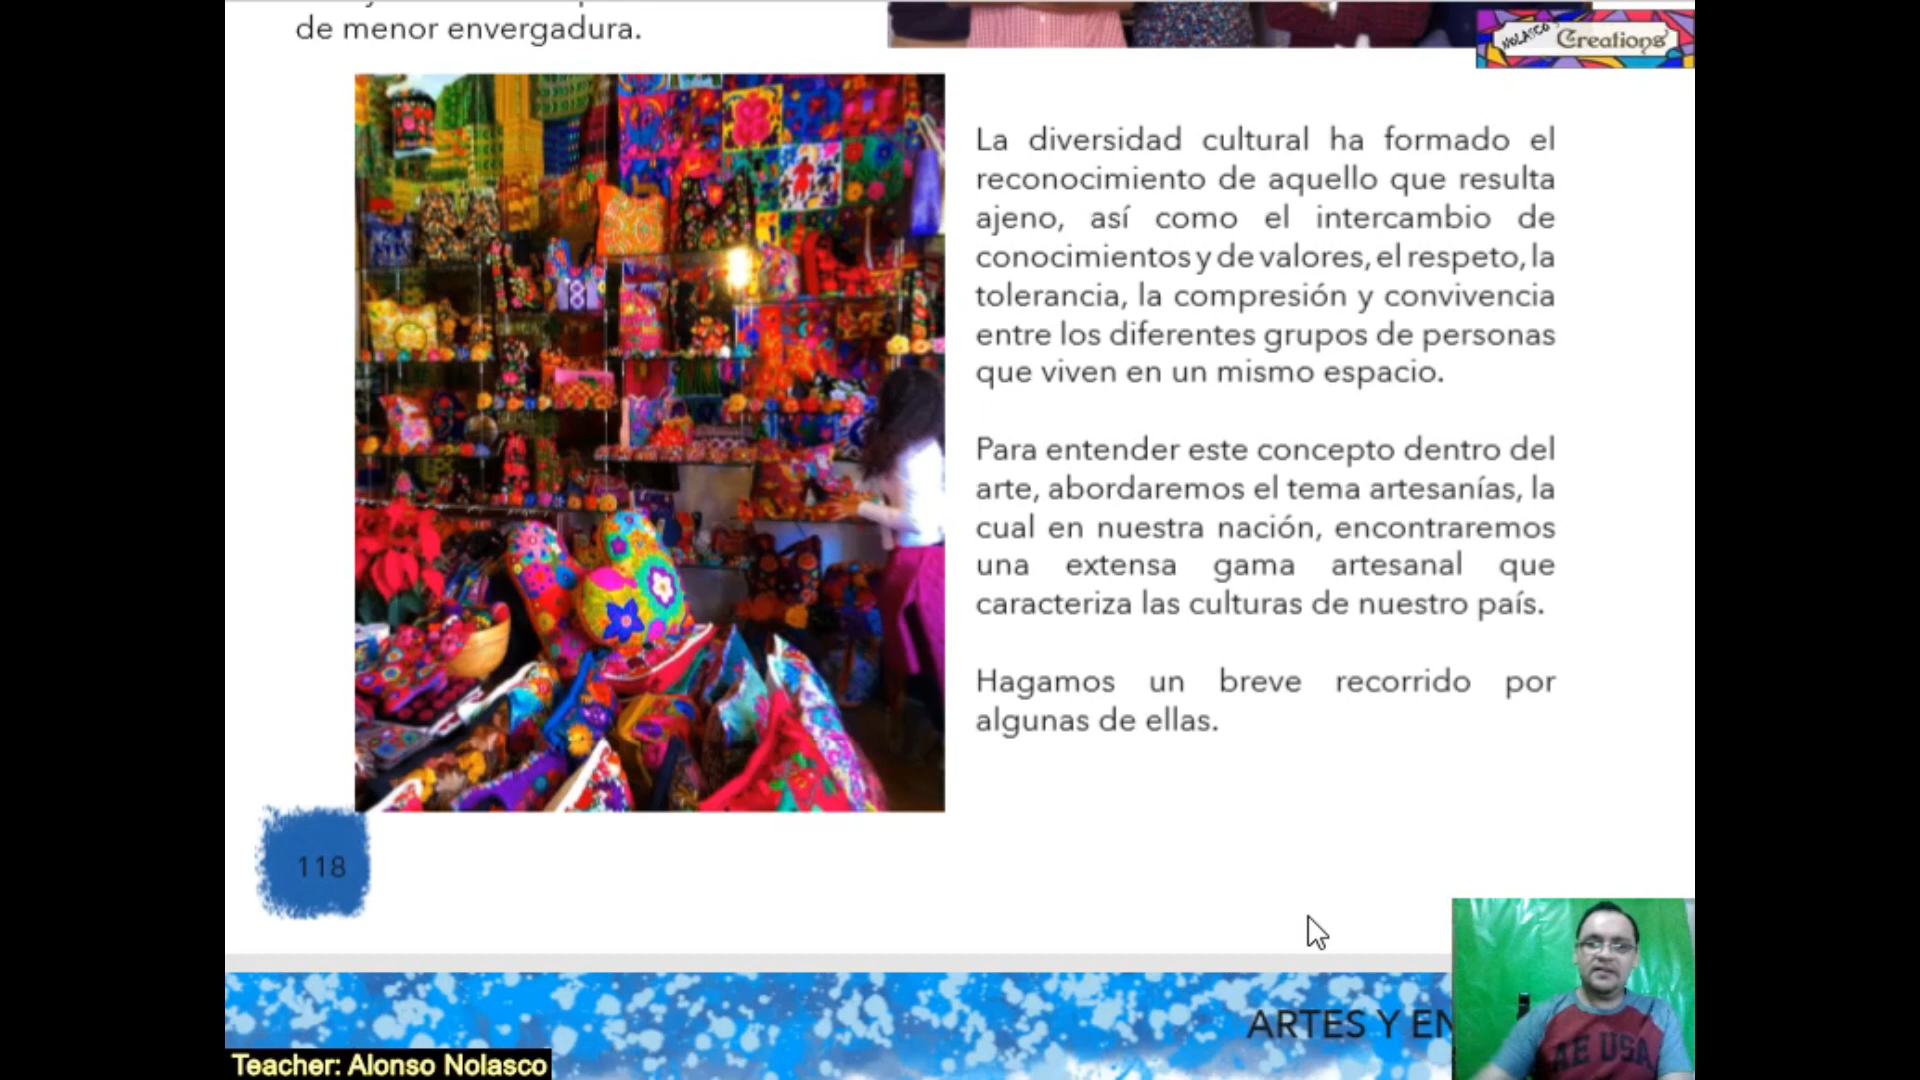 de menor envergadura.
NOLASCO'S Creations
La diversidad cultural ha formado el
reconocimiento de aquello que resulta
ajeno, así como el intercambio de
conocimientos y de valores, el respeto, la
tolerancia, la compresión y convivencia
entre los diferentes grupos de personas
que viven en un mismo espacio.
Para entender este concepto dentro del
arte, abordaremos el tema artesanías, la
cual en nuestra nación, encontraremos
una extensa gama artesanal que
caracteriza las culturas de nuestro país.
Hagamos un breve recorrido por
algunas de ellas.
118
ARTES Y EN
AE USA
Teacher: Alonso Nolasco